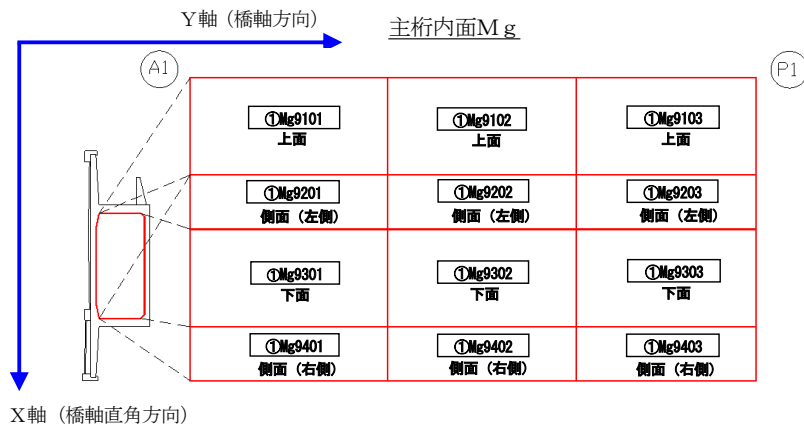 Y軸（橋軸方向）
主桁内面Mg
A1
P1
①Mg9101
上面
①Mg9102
上面
①Mg9103
上面
①Mg9201
側面（左側）
①Mg9202
側面（左側）
①Mg9203
側面（左側）
①Mg9301
下面
①Mg9302
下面
①Mg9303
下面
①Mg9401
側面（右側）
①Mg9402
側面（右側）
①Mg9403
側面（右側）
X軸（橋軸直角方向）